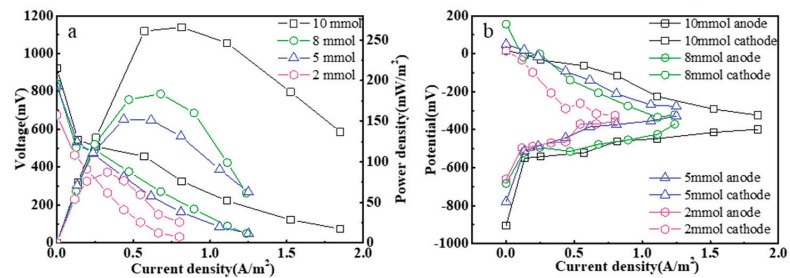 a
1200
1000
800
600
400
200
0
Voltage(mV)
10 mmol
8 mmol
5 mmol
2 mmol
250
200
150
100
50
0
Power density(mW/m²)
0.0 0.5 1.0 1.5 2.0
Current density(A/m²)
b
200
0
-200
-400
-600
-800
-1000
Potential(mV)
10mmol anode
10mmol cathode
8mmol anode
8mmol cathode
5mmol anode
5mmol cathode
2mmol anode
2mmol cathode
0.0 0.5 1.0 1.5 2.0
Current density(A/m²)